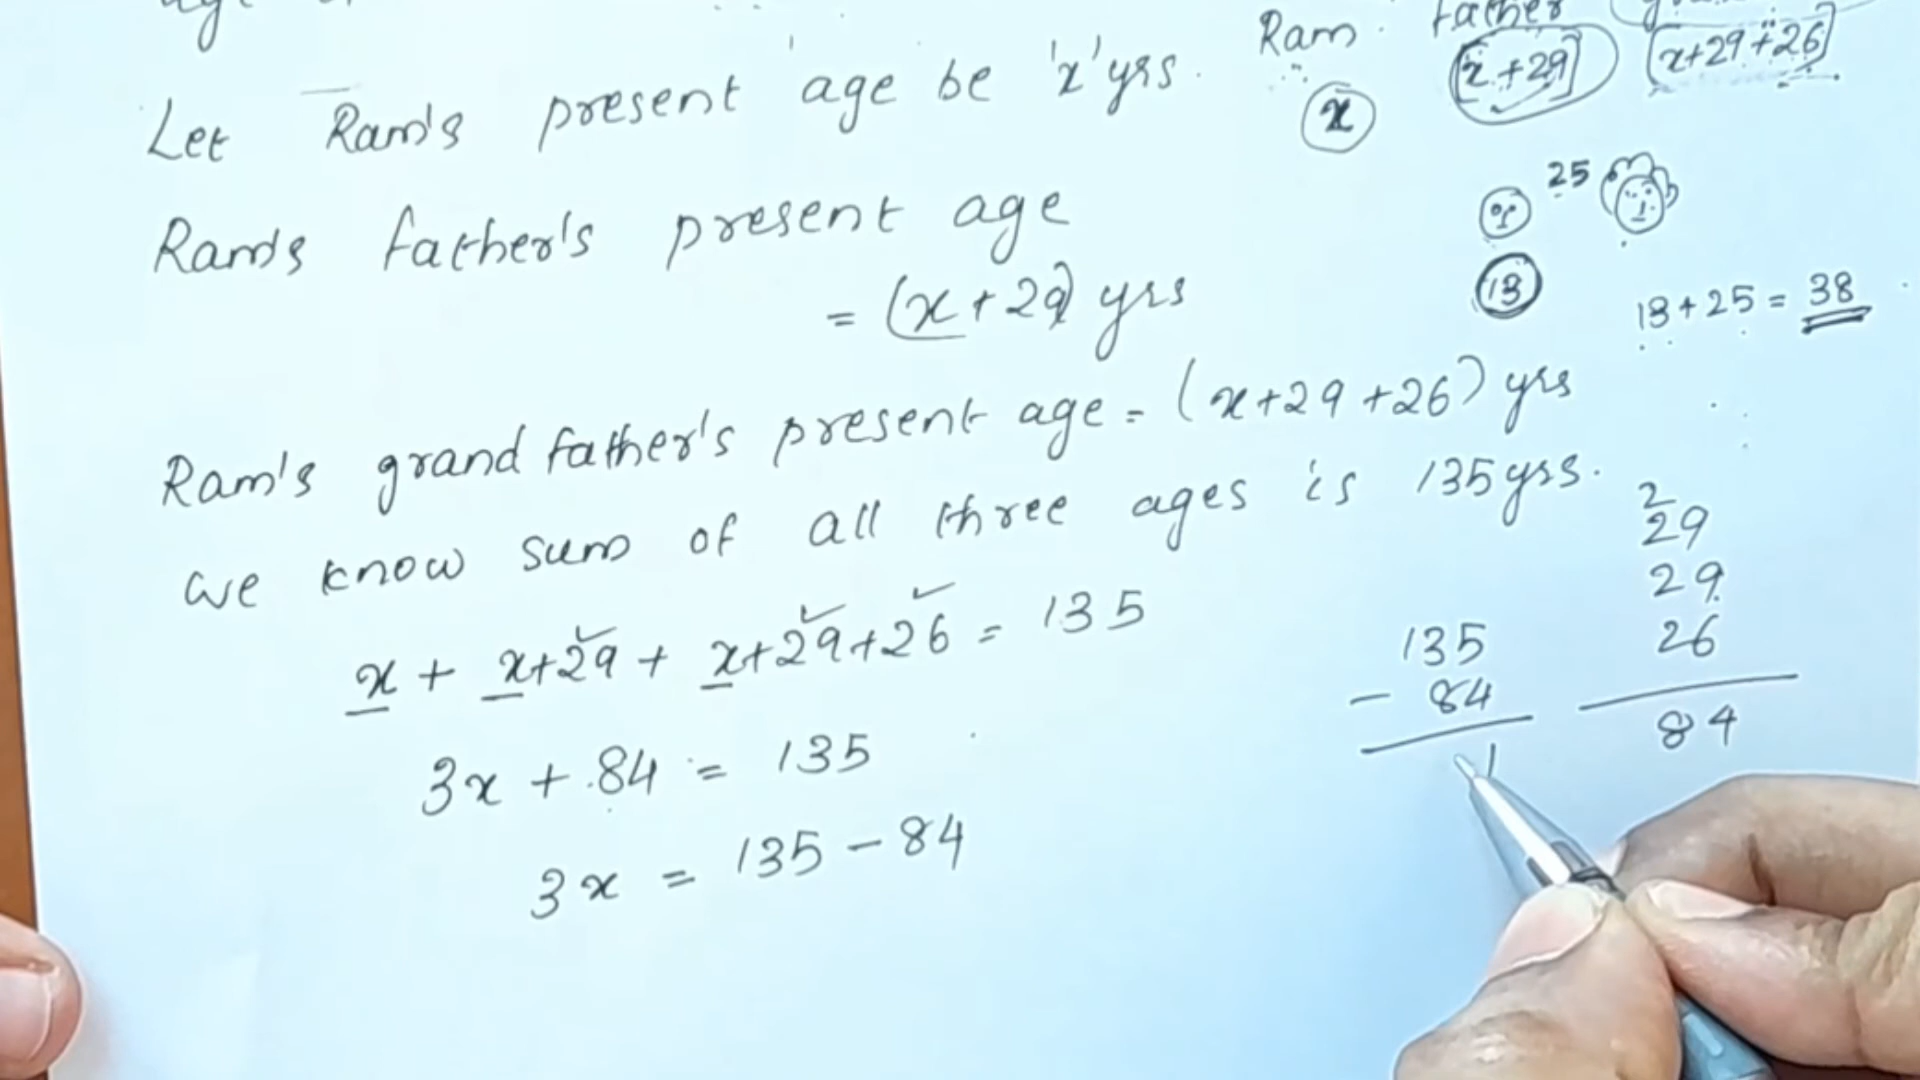 age
Let Ram's present age be 'x' yrs.
Ram father
x [x+29] [x+29+26]
Ram's father's present age
= (x+29) yrs
25
13
13+25 = 38
Ram's grand father's present age = (x+29+26) yrs
we know sum of all three ages is 135yrs.
x + x+29 + x+29+26 = 135
3x + 84 = 135
3x = 135 - 84
135
- 84
1
2
29
29
26
84